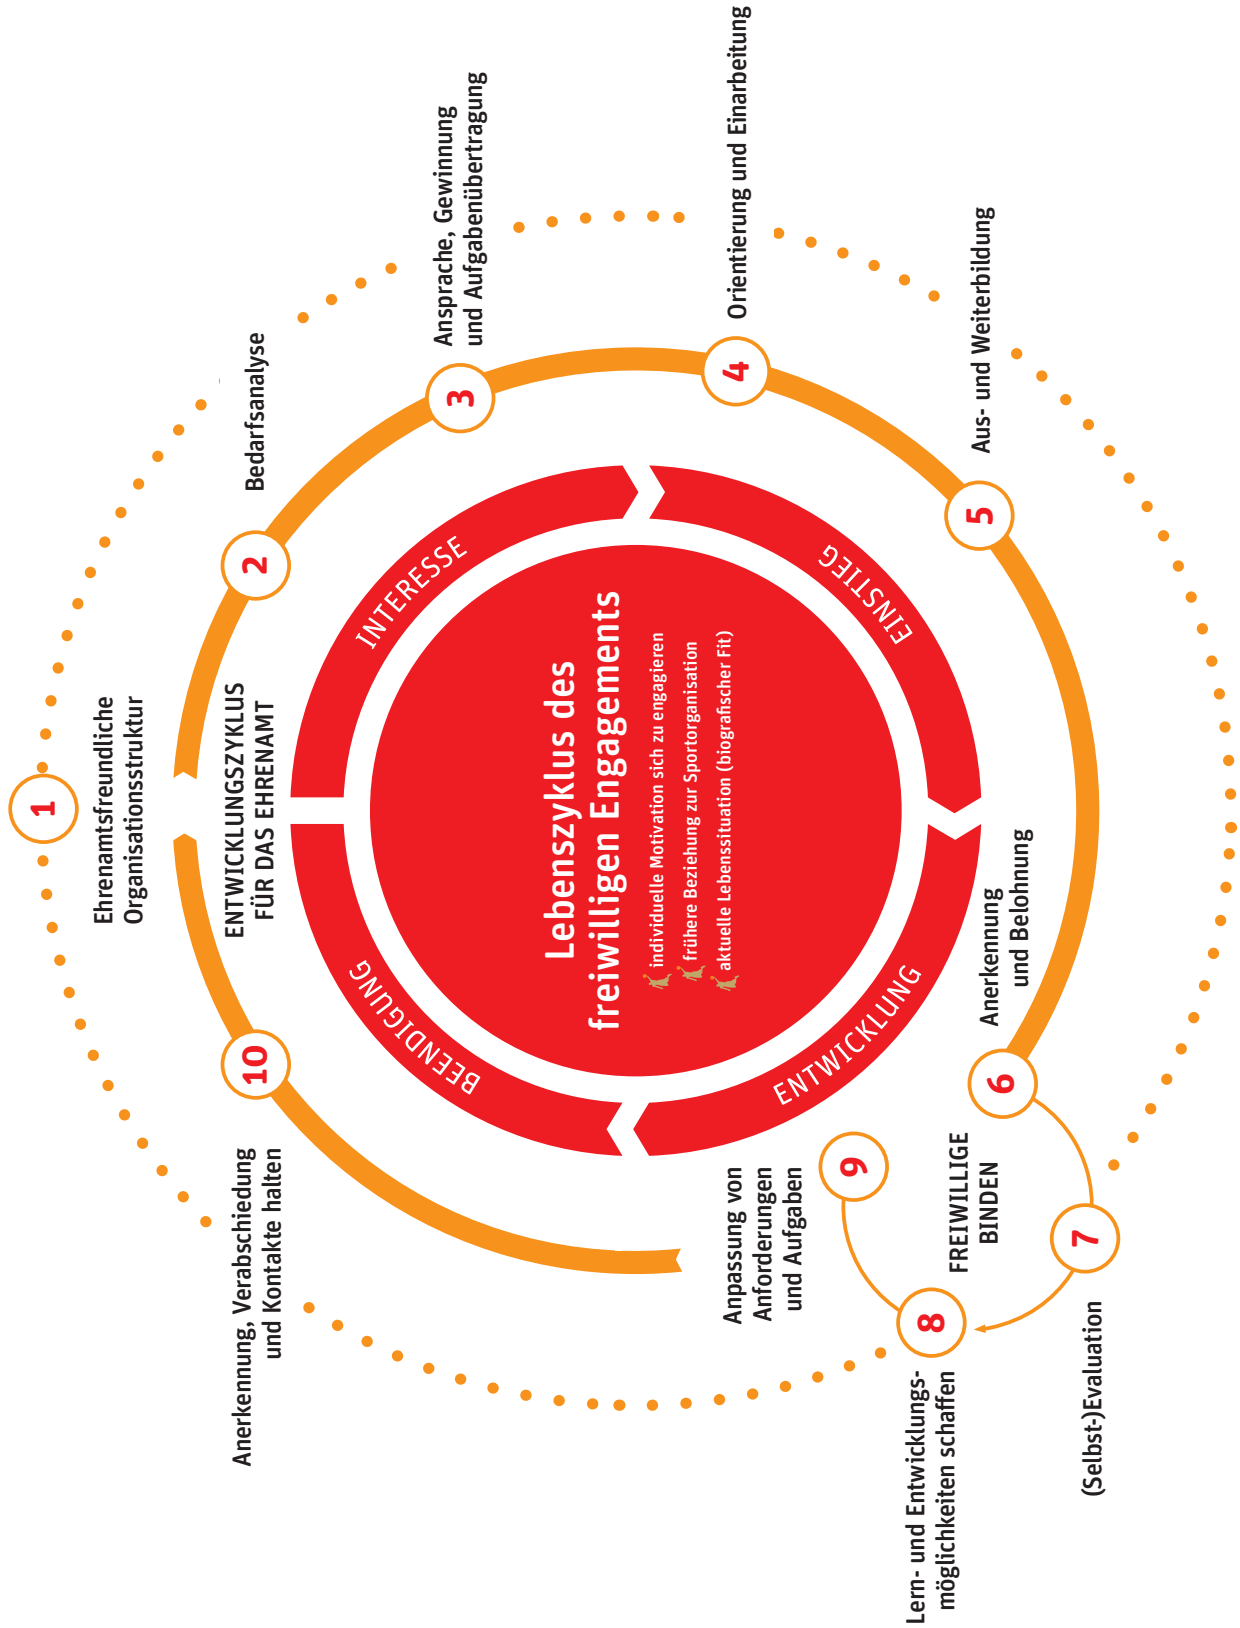 1
Ehrenamtsfreundliche
Organisationsstruktur
ENTWICKLUNGSZYKLUS
FÜR DAS EHRENAMT
2
Bedarfsanalyse
3
Ansprache, Gewinnung
und Aufgabenübertragung
4
Orientierung und Einarbeitung
5
Aus- und Weiterbildung
6
Anerkennung
und Belohnung
FREIWILLIGE
BINDEN
7
(Selbst-)Evaluation
8
Lern- und Entwicklungs-
möglichkeiten schaffen
9
Anpassung von
Anforderungen
und Aufgaben
10
Anerkennung, Verabschiedung
und Kontakte halten
INTERESSE
EINSTIEG
ENTWICKLUNG
BEENDIGUNG
Lebenszyklus des
freiwilligen Engagements
individuelle Motivation sich zu engagieren
frühere Beziehung zur Sportorganisation
aktuelle Lebenssituation (biografischer Fit)